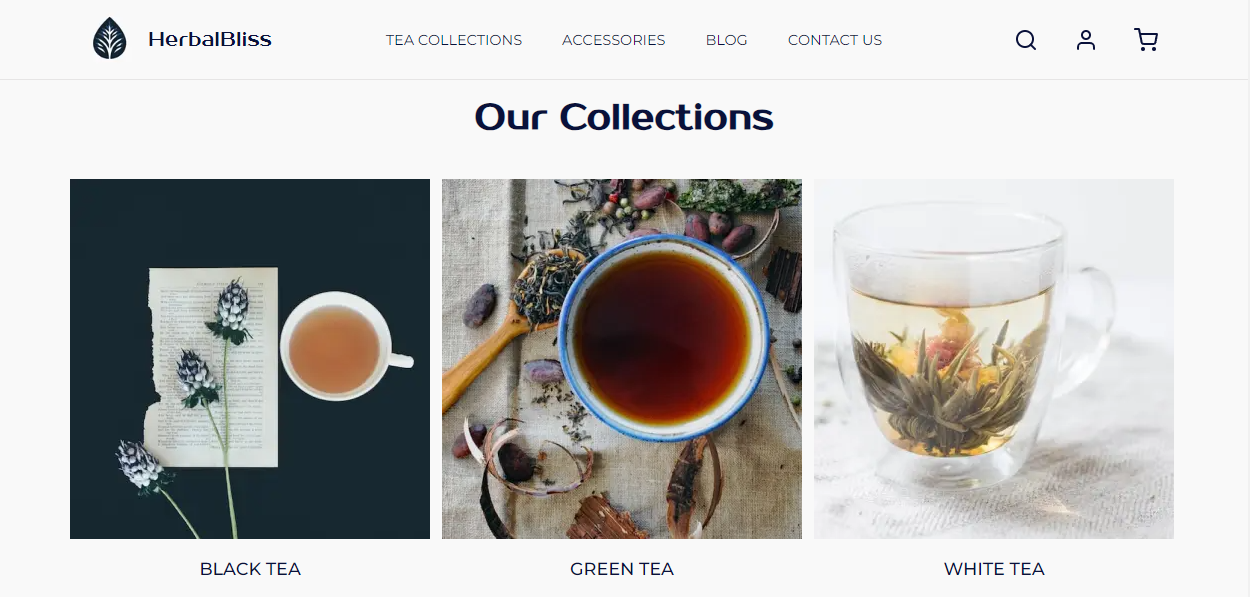 HerbalBliss
TEA COLLECTIONS ACCESSORIES BLOG CONTACT US
Our Collections
BLACK TEA
GREEN TEA
WHITE TEA